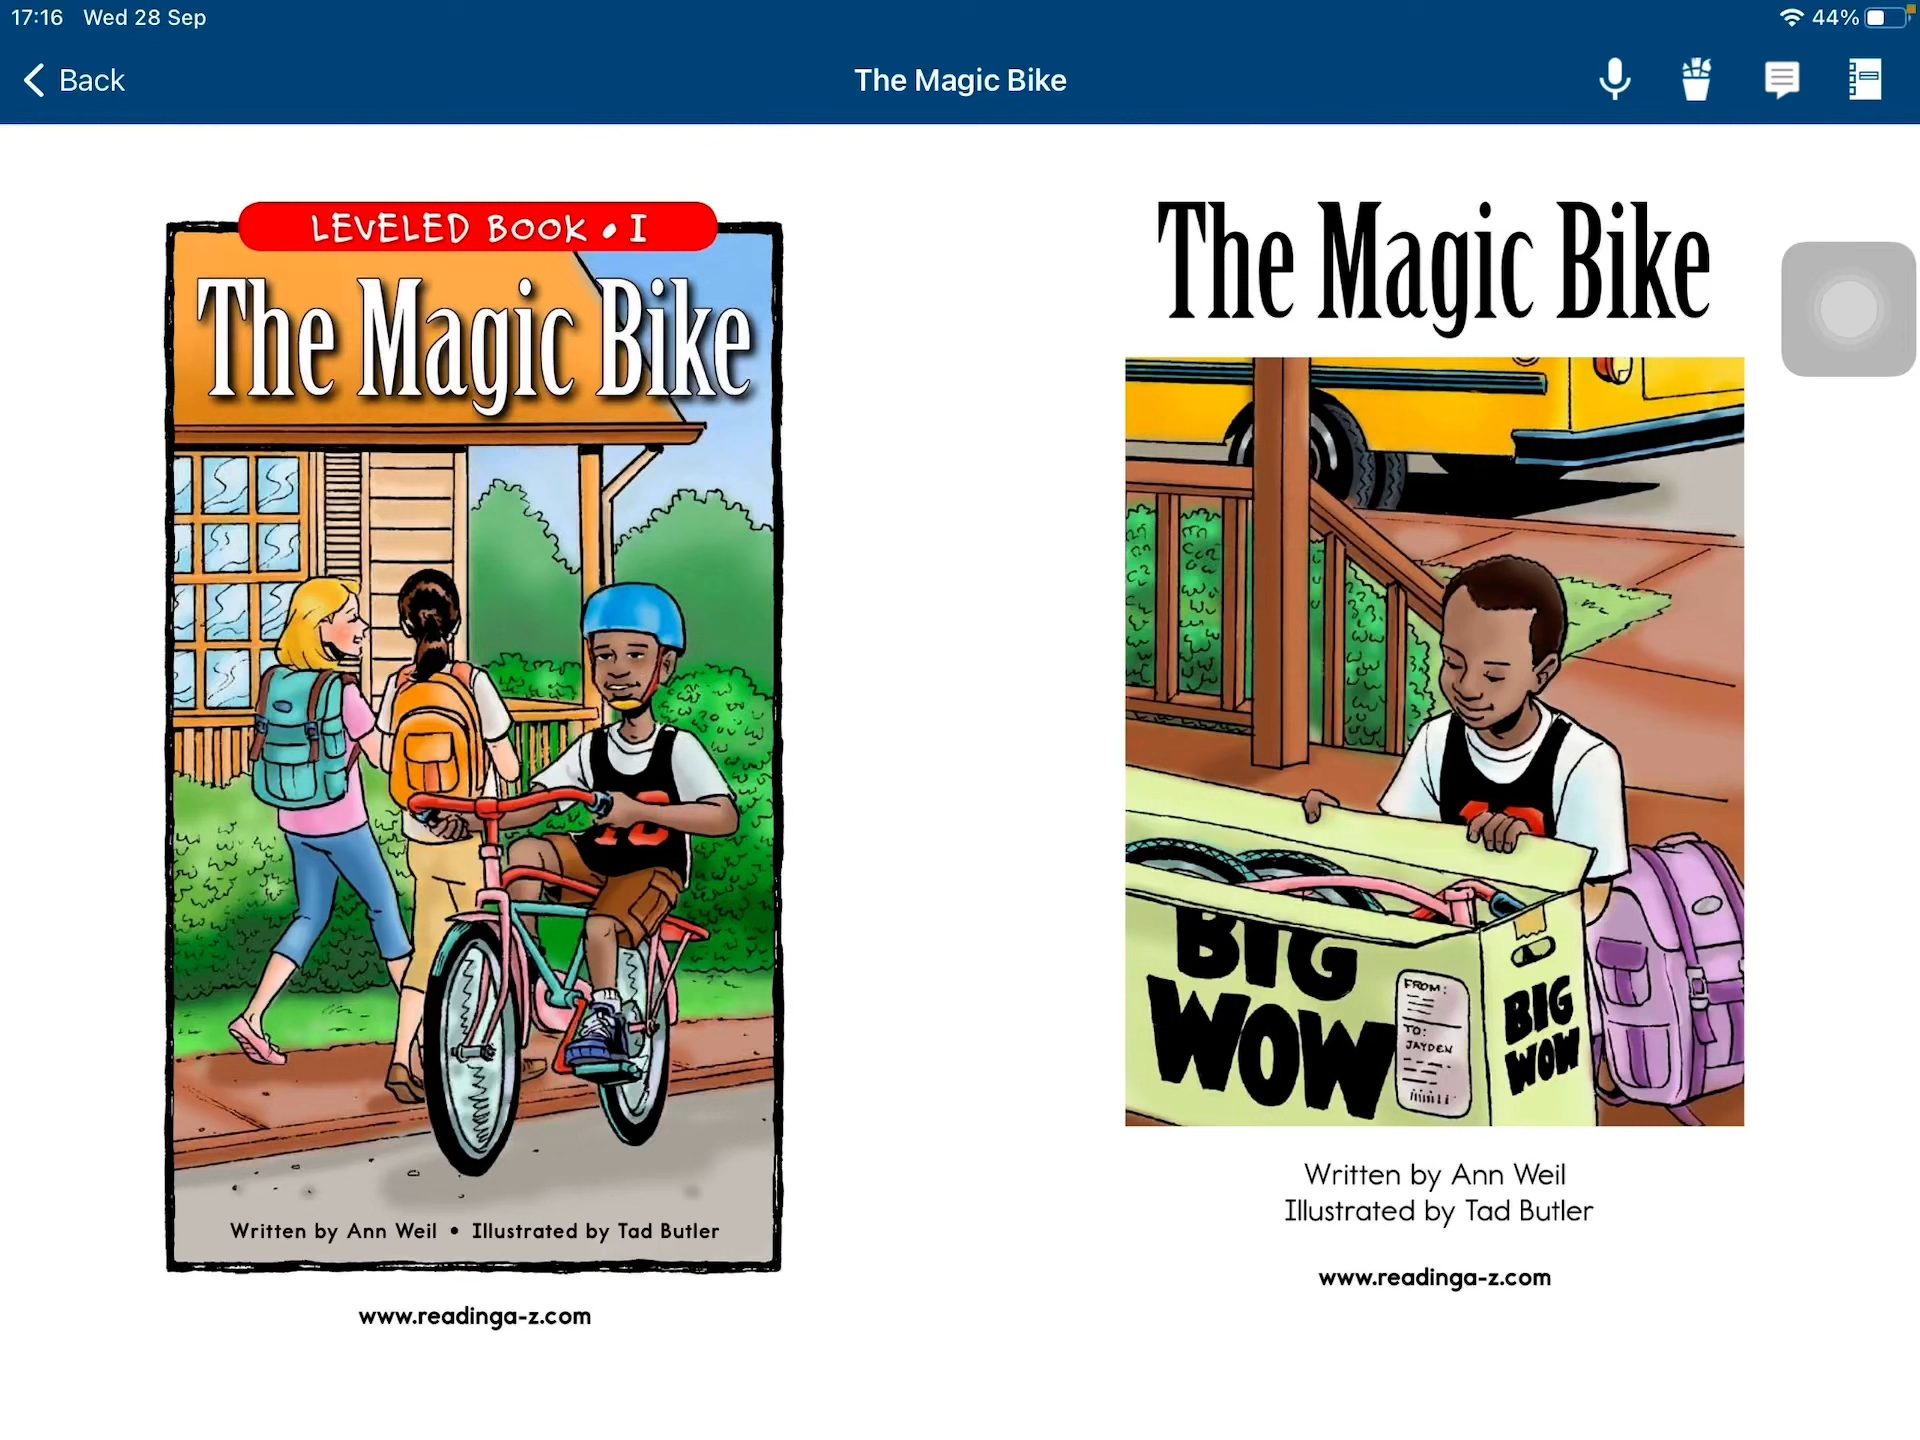 17:16 Wed 28 Sep
44%
Back
The Magic Bike
LEVELED BOOK • I
The Magic Bike
Written by Ann Weil • Illustrated by Tad Butler
www.readinga-z.com
The Magic Bike
BIG
WOW
FROM:
TO:
JAYDEN
BIG
WOW
Written by Ann Weil
Illustrated by Tad Butler
www.readinga-z.com